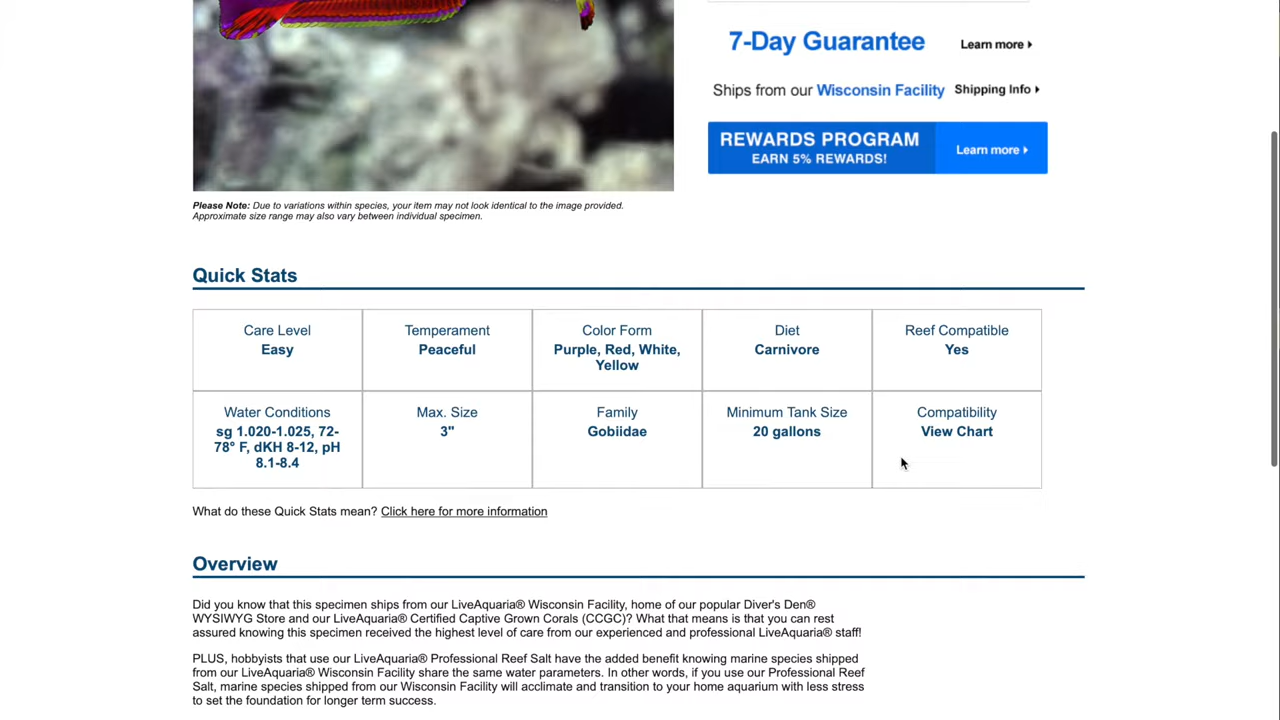 7-Day Guarantee Learn more
Ships from our Wisconsin Facility Shipping Info
REWARDS PROGRAM
EARN 5% REWARDS!
Learn more
Please Note: Due to variations within species, your item may not look identical to the image provided.
Approximate size range may also vary between individual specimen.
Quick Stats
Care Level
Easy
Temperament
Peaceful
Color Form
Purple, Red, White,
Yellow
Diet
Carnivore
Reef Compatible
Yes
Water Conditions
sg 1.020-1.025, 72-
78° F, dKH 8-12, pH
8.1-8.4
Max. Size
3"
Family
Gobiidae
Minimum Tank Size
20 gallons
Compatibility
View Chart
What do these Quick Stats mean? Click here for more information
Overview
Did you know that this specimen ships from our LiveAquaria® Wisconsin Facility, home of our popular Diver's Den®
WYSIWYG Store and our LiveAquaria® Certified Captive Grown Corals (CCGC)? What that means is that you can rest
assured knowing this specimen received the highest level of care from our experienced and professional LiveAquaria® staff!
PLUS, hobbyists that use our LiveAquaria® Professional Reef Salt have the added benefit knowing marine species shipped
from our LiveAquaria® Wisconsin Facility share the same water parameters. In other words, if you use our Professional Reef
Salt, marine species shipped from our Wisconsin Facility will acclimate and transition to your home aquarium with less stress
to set the foundation for longer term success.